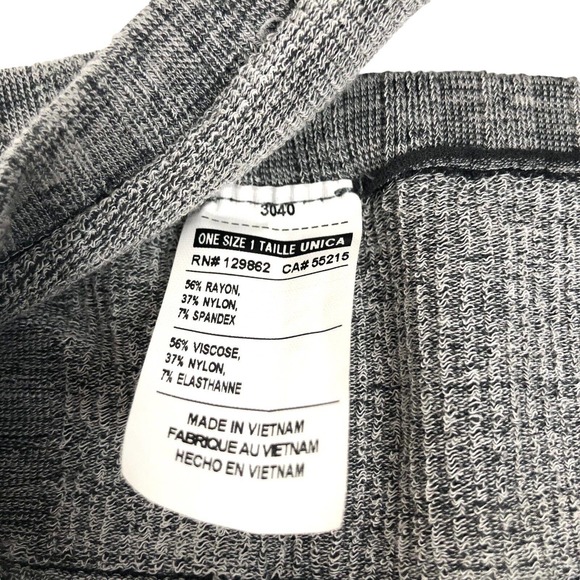 3040
ONE SIZE 1 TAILLE UNICA
RN# 129862 CA# 55215
56% RAYON,
37% NYLON,
7% SPANDEX
56% VISCOSE,
37% NYLON,
7% ELASTHANNE
MADE IN VIETNAM
FABRIQUE AU VIETNAM
HECHO EN VIETNAM